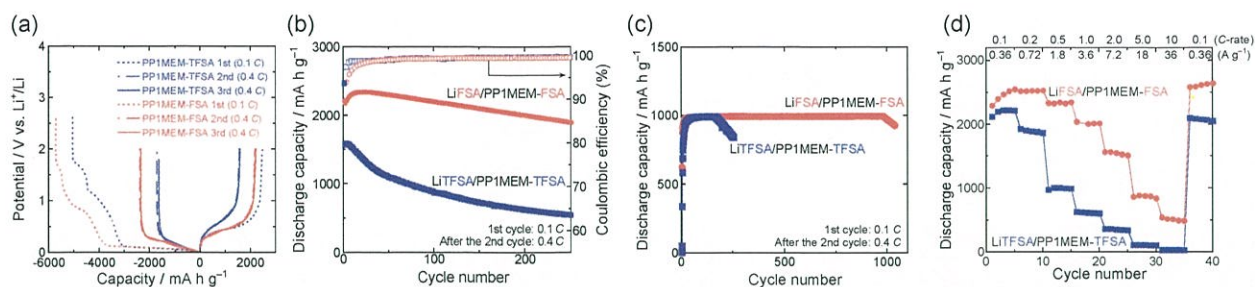 (a)
4
3
2
1
0
Potential / V vs. Li⁺/Li
PP1MEM-TFSA 1st (0.1 C)
PP1MEM-TFSA 2nd (0.4 C)
PP1MEM-TFSA 3rd (0.4 C)
PP1MEM-FSA 1st (0.1 C)
PP1MEM-FSA 2nd (0.4 C)
PP1MEM-FSA 3rd (0.4 C)
-6000 -4000 -2000 0 2000
Capacity / mA h g⁻¹
(b)
3000
2000
1000
0
Discharge capacity / mA h g⁻¹
LiFSA/PP1MEM-FSA
LiTFSA/PP1MEM-TFSA
1st cycle: 0.1 C
After the 2nd cycle: 0.4 C
100
90
80
70
60
Coulombic efficiency (%)
0 100 200
Cycle number
(c)
1500
1000
500
0
Discharge capacity / mA h g⁻¹
LiFSA/PP1MEM-FSA
LiTFSA/PP1MEM-TFSA
1st cycle: 0.1 C
After the 2nd cycle: 0.4 C
0 500 1000
Cycle number
(d)
0.1 0.2 0.5 1.0 2.0 5.0 10 0.1 (C-rate)
0.36 0.72 1.8 3.6 7.2 18 36 0.36 (A g⁻¹)
3000
2000
1000
0
Discharge capacity / mA h g⁻¹
LiFSA/PP1MEM-FSA
LiTFSA/PP1MEM-TFSA
0 10 20 30 40
Cycle number